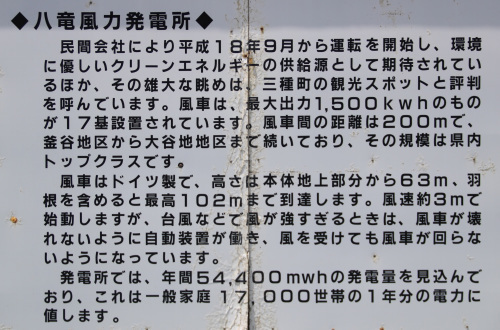 ◆八竜風力発電所◆
民間会社により平成18年9月から運転を開始し、環境
に優しいクリーンエネルギーの供給源として期待されてい
るほか、その雄大な眺めは、三種町の観光スポットと評判
を呼んでいます。風車は、最大出力1,500kwhのもの
が17基設置されています。風車間の距離は200mで、
釜谷地区から大谷地地区まで続いており、その規模は県内
トップクラスです。
風車はドイツ製で、高さは本体地上部分から63m、羽
根を含めると最高102mまで到達します。風速約3mで
始動しますが、台風などで風が強すぎるときは、風車が壊
れないように自動装置が働き、風を受けても風車が回らな
いようになっています。
発電所では、年間54,400mwhの発電量を見込んで
おり、これは一般家庭17,000世帯の1年分の電力に
値します。